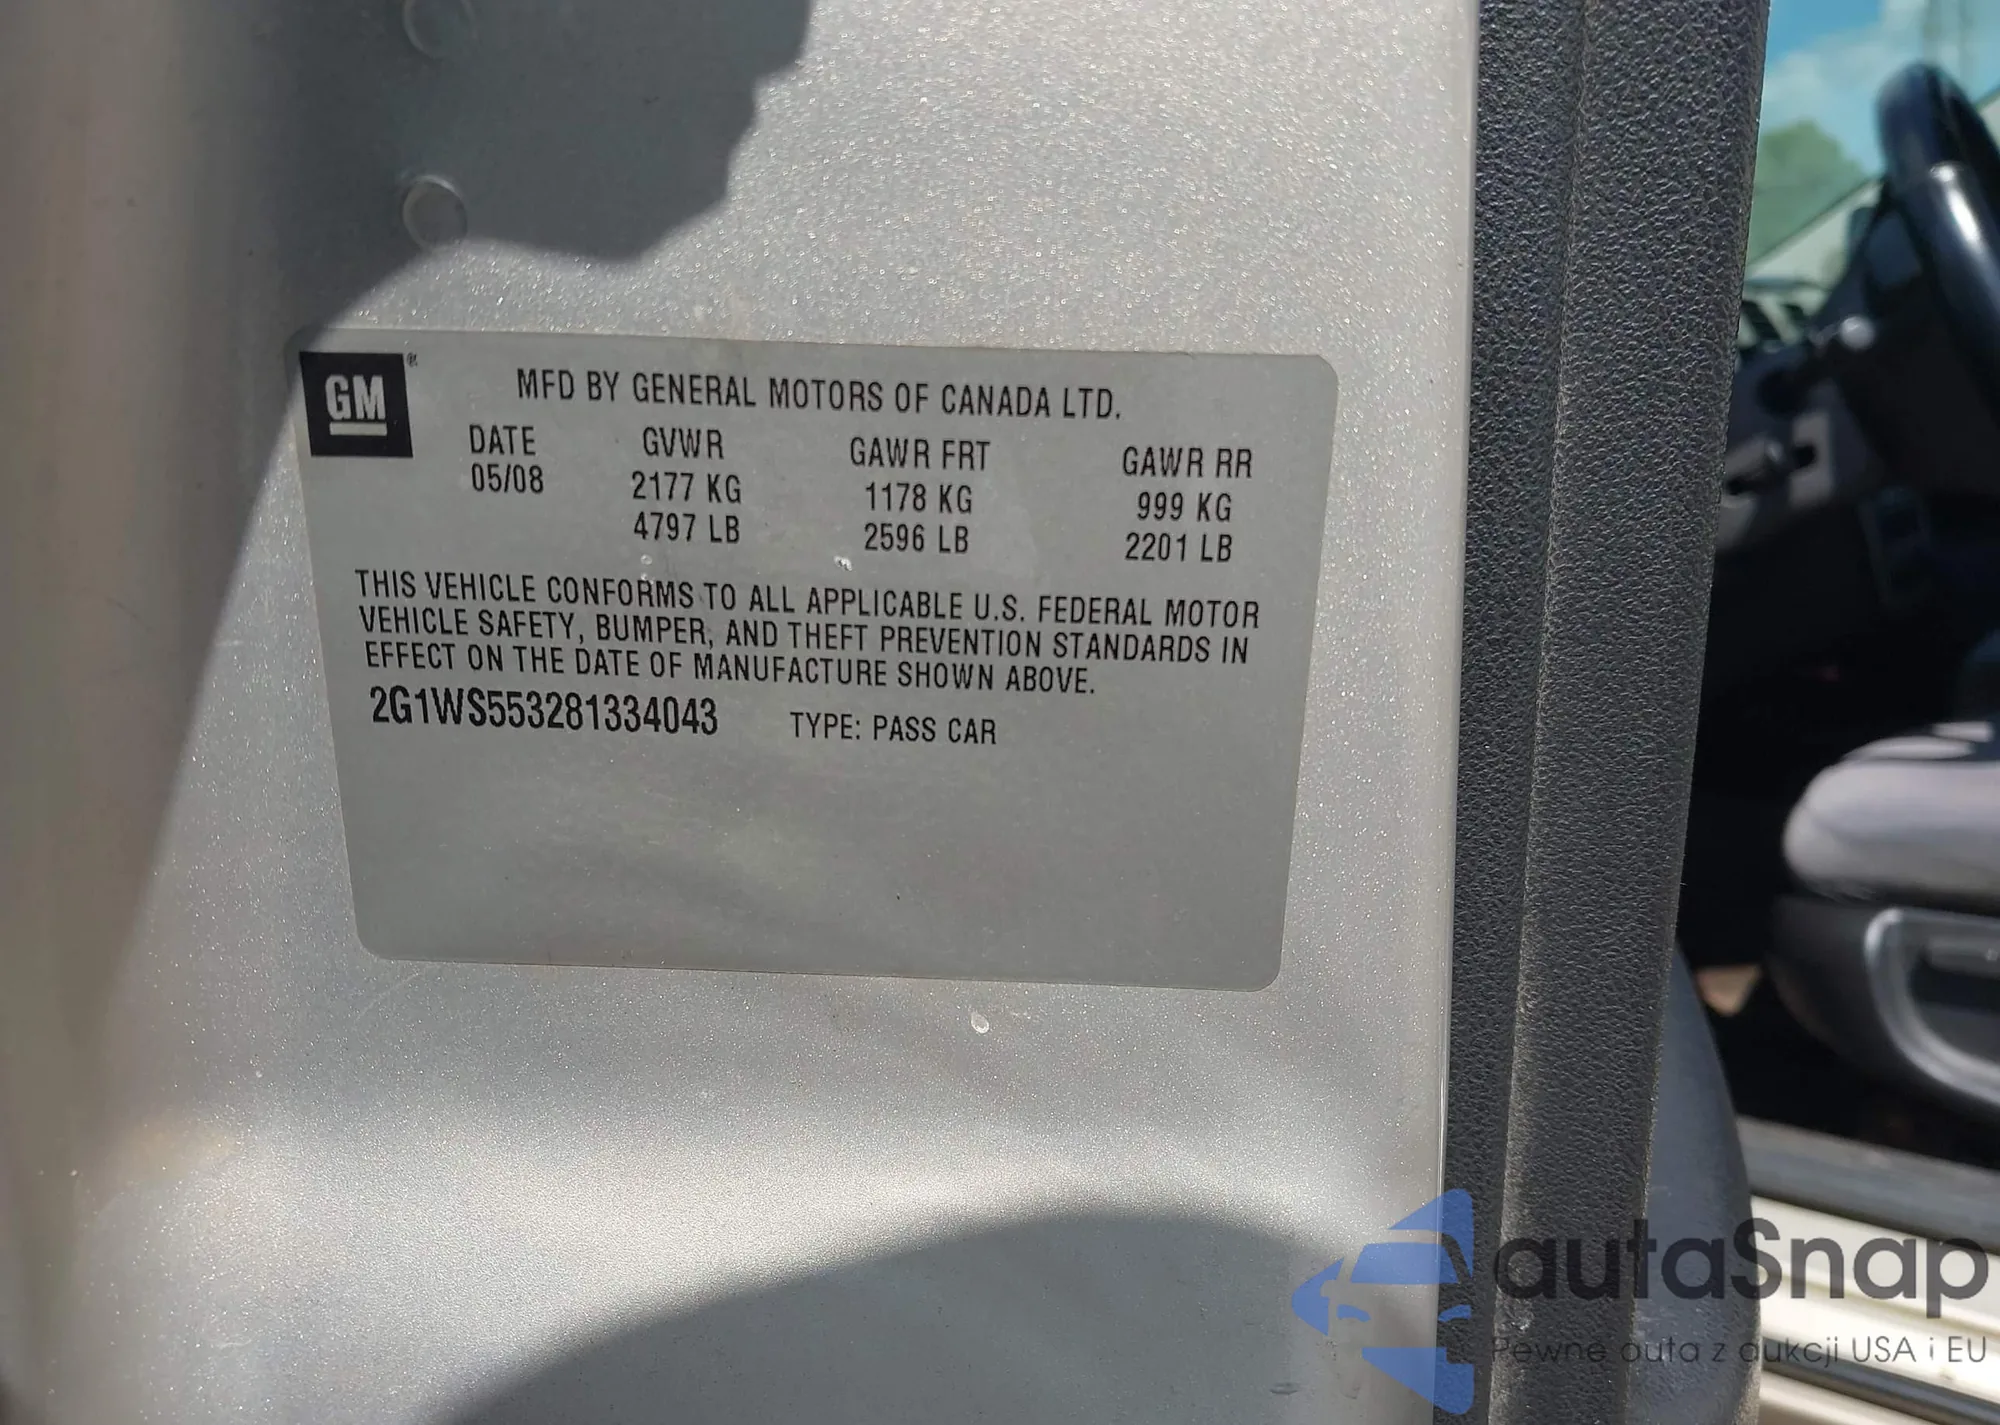 GM ®
MFD BY GENERAL MOTORS OF CANADA LTD.
DATE GVWR GAWR FRT GAWR RR
05/08 2177 KG 1178 KG 999 KG
4797 LB 2596 LB 2201 LB
THIS VEHICLE CONFORMS TO ALL APPLICABLE U.S. FEDERAL MOTOR
VEHICLE SAFETY, BUMPER, AND THEFT PREVENTION STANDARDS IN
EFFECT ON THE DATE OF MANUFACTURE SHOWN ABOVE.
2G1WS553281334043 TYPE: PASS CAR
autaSnap
Pewne auta z aukcji USA i EU